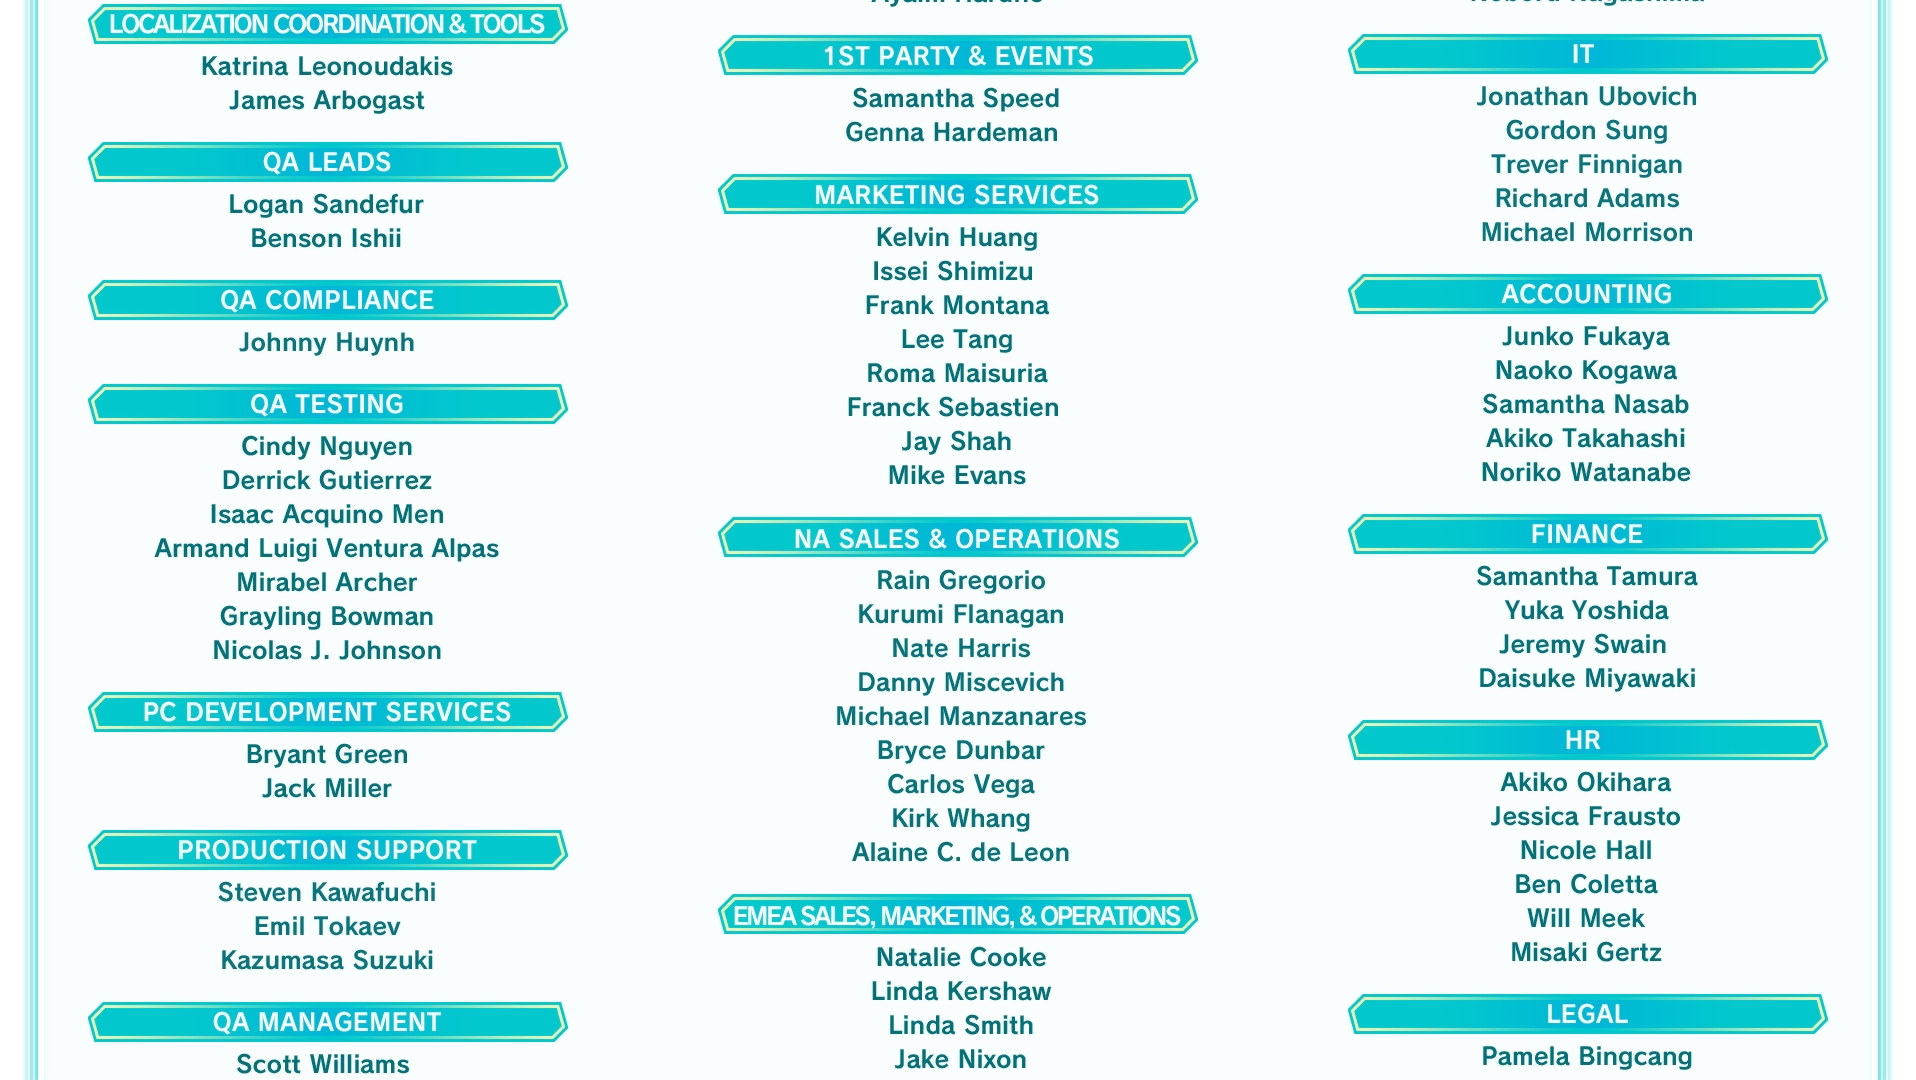 LOCALIZATION COORDINATION & TOOLS
Katrina Leonoudakis
James Arbogast
QA LEADS
Logan Sandefur
Benson Ishii
QA COMPLIANCE
Johnny Huynh
QA TESTING
Cindy Nguyen
Derrick Gutierrez
Isaac Acquino Men
Armand Luigi Ventura Alpas
Mirabel Archer
Grayling Bowman
Nicolas J. Johnson
PC DEVELOPMENT SERVICES
Bryant Green
Jack Miller
PRODUCTION SUPPORT
Steven Kawafuchi
Emil Tokaev
Kazumasa Suzuki
QA MANAGEMENT
Scott Williams
1ST PARTY & EVENTS
Samantha Speed
Genna Hardeman
MARKETING SERVICES
Kelvin Huang
Issei Shimizu
Frank Montana
Lee Tang
Roma Maisuria
Franck Sebastien
Jay Shah
Mike Evans
NA SALES & OPERATIONS
Rain Gregorio
Kurumi Flanagan
Nate Harris
Danny Miscevich
Michael Manzanares
Bryce Dunbar
Carlos Vega
Kirk Whang
Alaine C. de Leon
EMEA SALES, MARKETING, & OPERATIONS
Natalie Cooke
Linda Kershaw
Linda Smith
Jake Nixon
IT
Jonathan Ubovich
Gordon Sung
Trever Finnigan
Richard Adams
Michael Morrison
ACCOUNTING
Junko Fukaya
Naoko Kogawa
Samantha Nasab
Akiko Takahashi
Noriko Watanabe
FINANCE
Samantha Tamura
Yuka Yoshida
Jeremy Swain
Daisuke Miyawaki
HR
Akiko Okihara
Jessica Frausto
Nicole Hall
Ben Coletta
Will Meek
Misaki Gertz
LEGAL
Pamela Bingcang